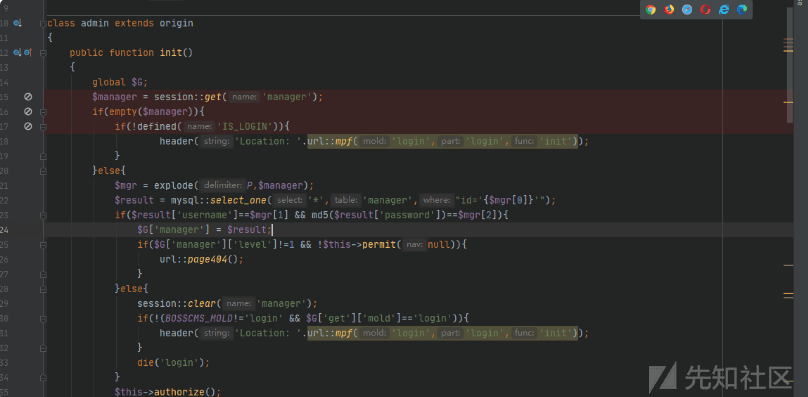 9
10 class admin extends origin
11 {
12 public function init()
13 {
14 global $G;
15 $manager = session::get( name: 'manager');
16 if(empty($manager)){
17 if(!defined( name: 'IS_LOGIN')){
18 header( string: 'Location: '.url::mpf( mold: 'login', part: 'login', func: 'init'));
19 }
20 }else{
21 $mgr = explode( delimiter: P,$manager);
22 $result = mysql::select_one( select: '*', table: 'manager', where: "id='{$mgr[0]}'");
23 if($result['username']==$mgr[1] && md5($result['password'])==$mgr[2]){
24 $G['manager'] = $result;
25 if($G['manager']['level']!=1 && !$this->permit( nav: null)){
26 url::page404();
27 }
28 }else{
29 session::clear( name: 'manager');
30 if(!(BOSSCMS_MOLD!='login' && $G['get']['mold']=='login')){
31 header( string: 'Location: '.url::mpf( mold: 'login', part: 'login', func: 'init'));
32 }
33 die('login');
34 }
35 $this->authorize();
先知社区